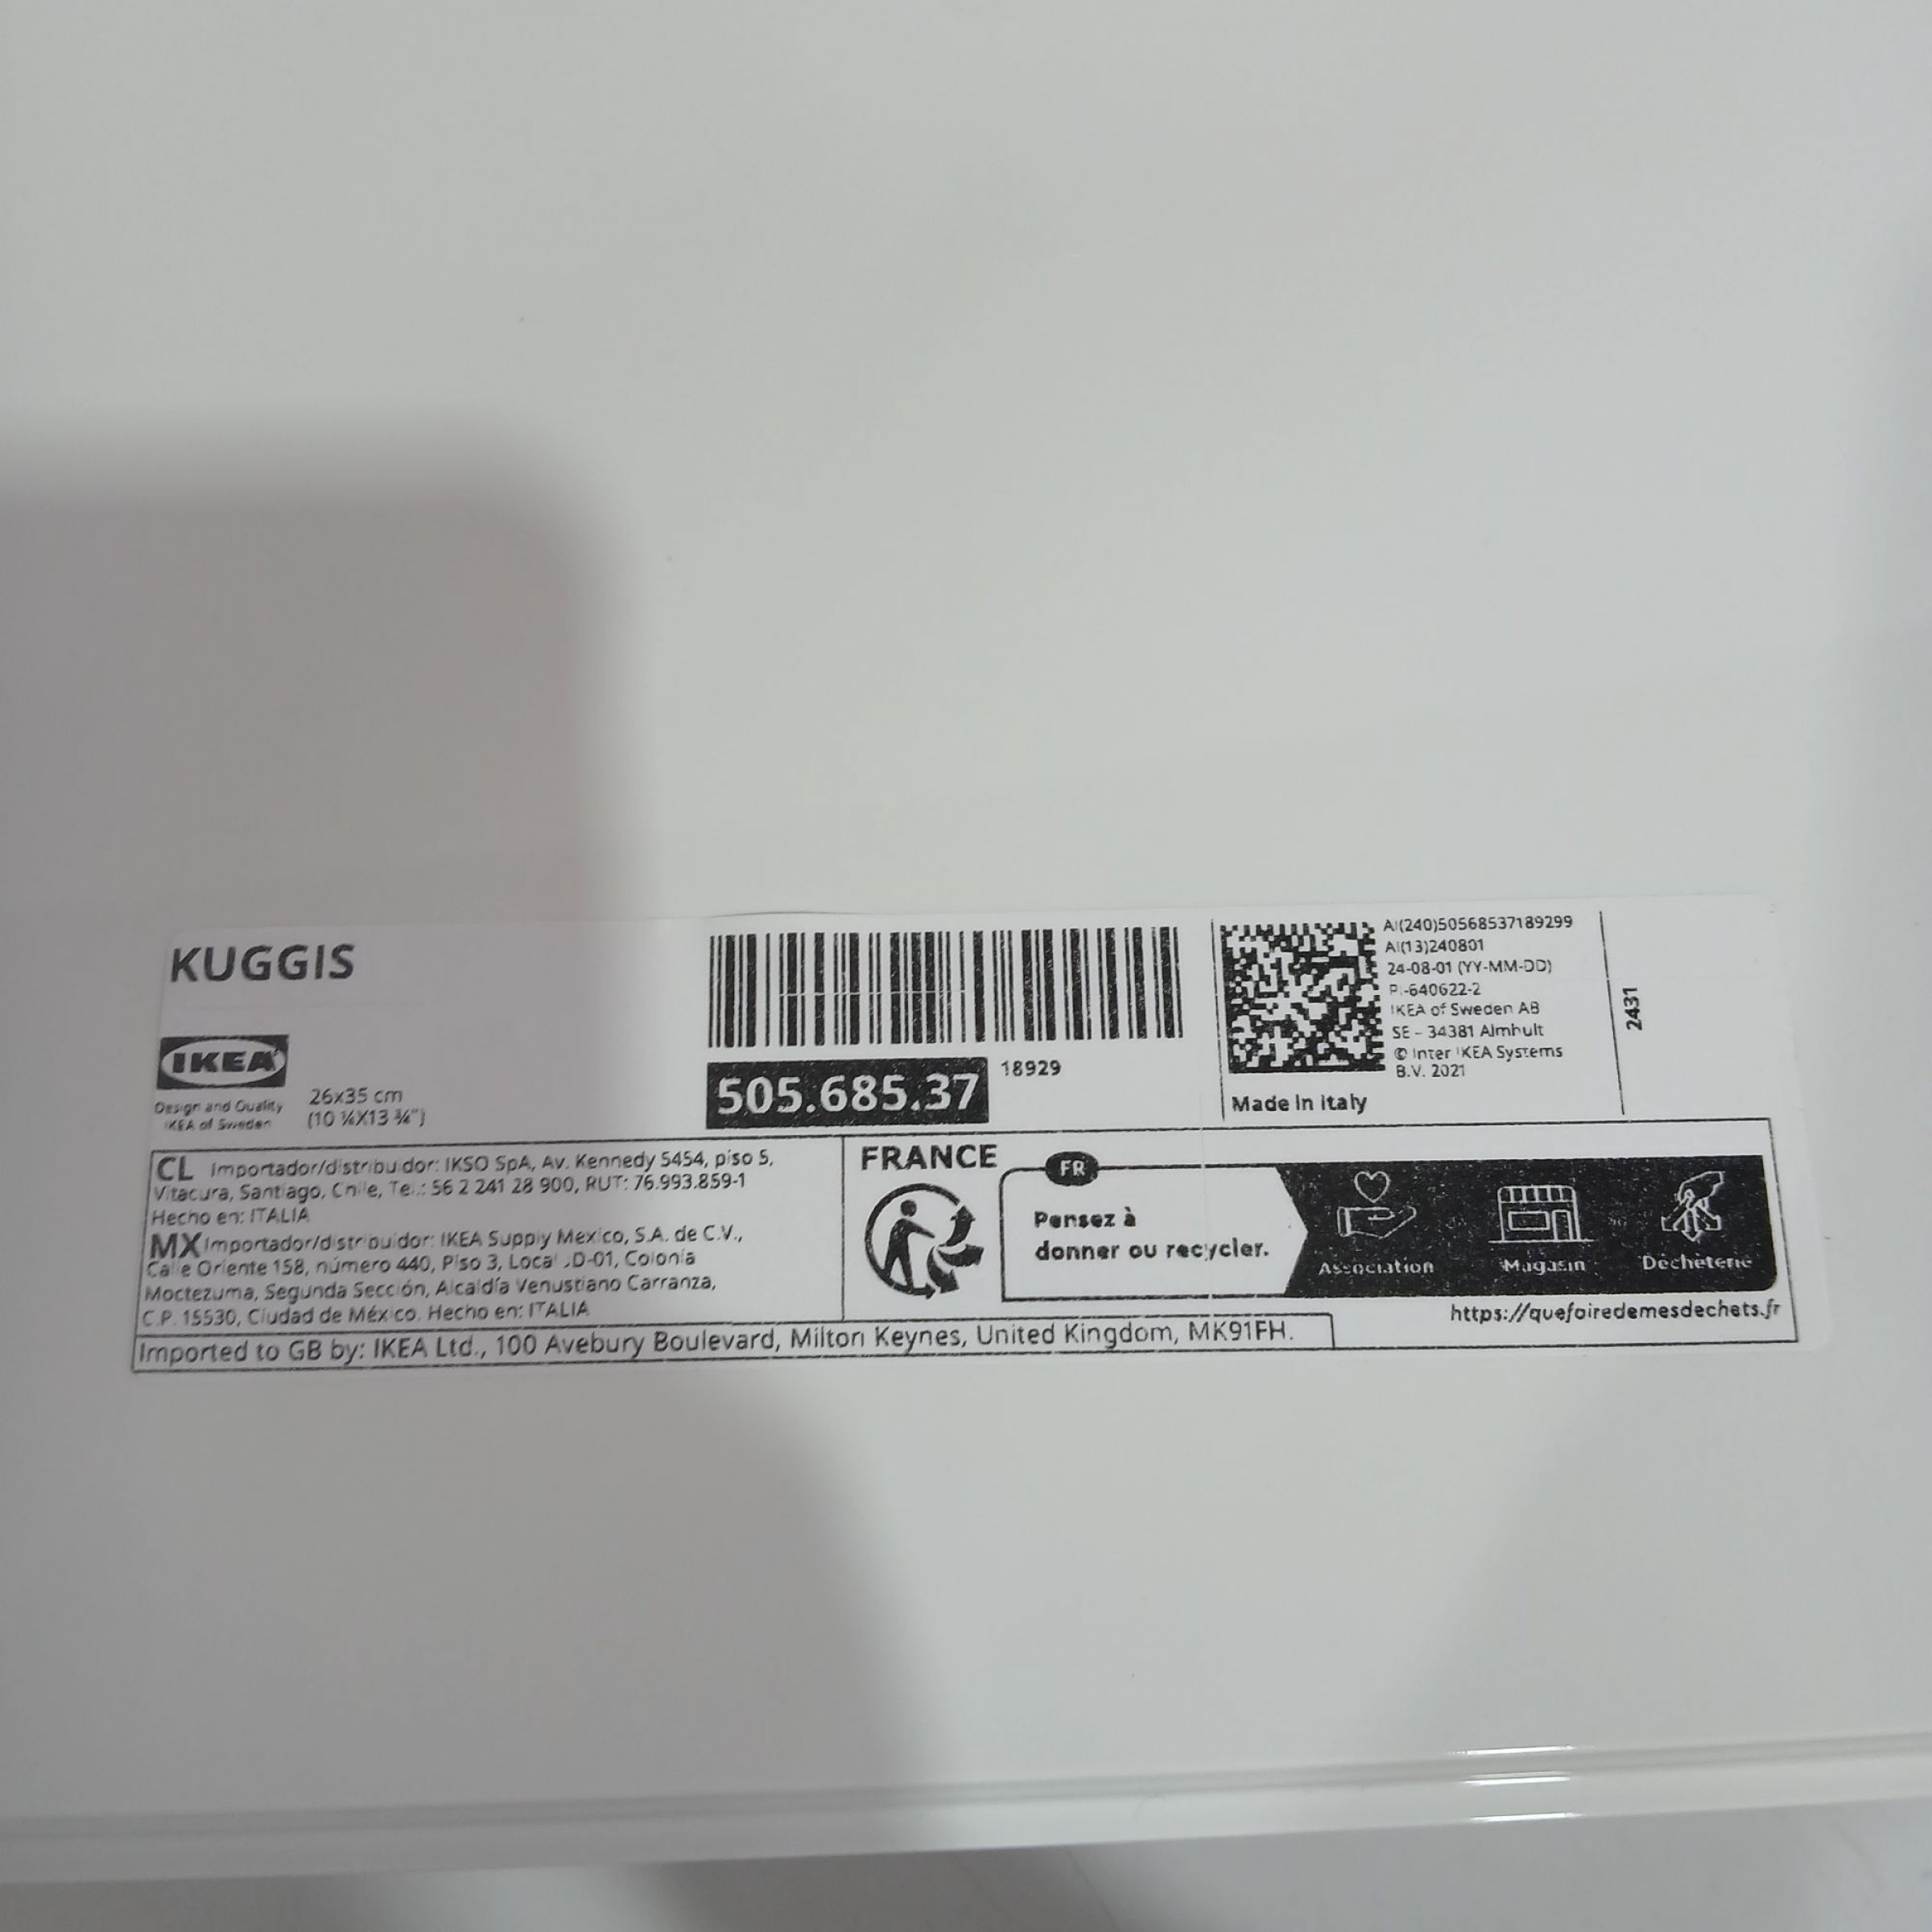 KUGGIS
IKEA
Design and Quality
IKEA of Sweden
26x35 cm
(10 ¼X13 ¾")
505.685.37
18929
AI(240)50568537189299
AI(13)240801
24-08-01 (YY-MM-DD)
PI-640622-2
IKEA of Sweden AB
SE - 34381 Älmhult
© Inter IKEA Systems
B.V. 2021
Made in Italy
2431
CL Importador/distribuidor: IKSO SpA, Av. Kennedy 5454, piso 5,
Vitacura, Santiago, Chile, Tel.: 56 2 241 28 900, RUT: 76.993.859-1
Hecho en: ITALIA
MX Importador/distribuidor: IKEA Supply Mexico, S.A. de C.V.,
Calle Oriente 158, número 440, Piso 3, Local D-01, Colonia
Moctezuma, Segunda Sección, Alcaldía Venustiano Carranza,
C.P. 15530, Ciudad de México. Hecho en: ITALIA
Imported to GB by: IKEA Ltd., 100 Avebury Boulevard, Milton Keynes, United Kingdom, MK91FH.
FRANCE
FR
Pensez à
donner ou recycler.
Association
Magasin
Déchèterie
https://quefairedemesdechets.fr